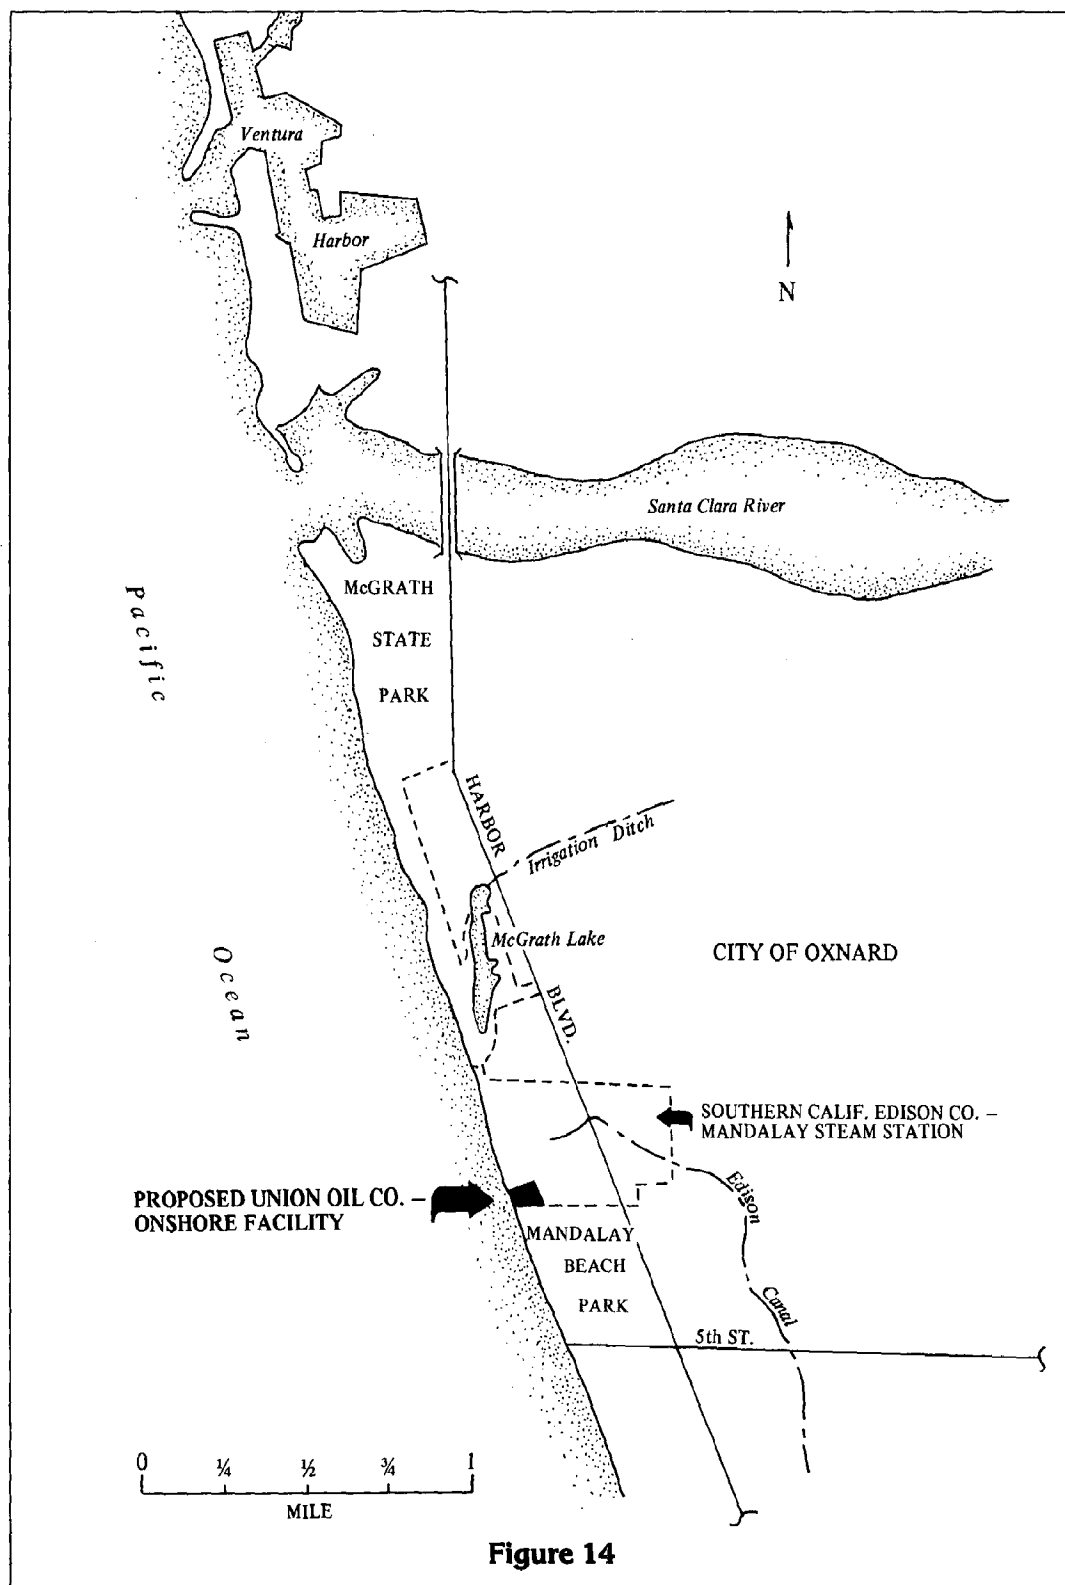 Ventura
Harbor
N
Santa Clara River
McGRATH
STATE
PARK
Pacific
Ocean
HARBOR
BLVD.
Irrigation Ditch
McGrath Lake
CITY OF OXNARD
SOUTHERN CALIF. EDISON CO. –
MANDALAY STEAM STATION
Edison
Canal
PROPOSED UNION OIL CO. –
ONSHORE FACILITY
MANDALAY
BEACH
PARK
5th ST.
0 ¼ ½ ¾ 1
MILE
Figure 14